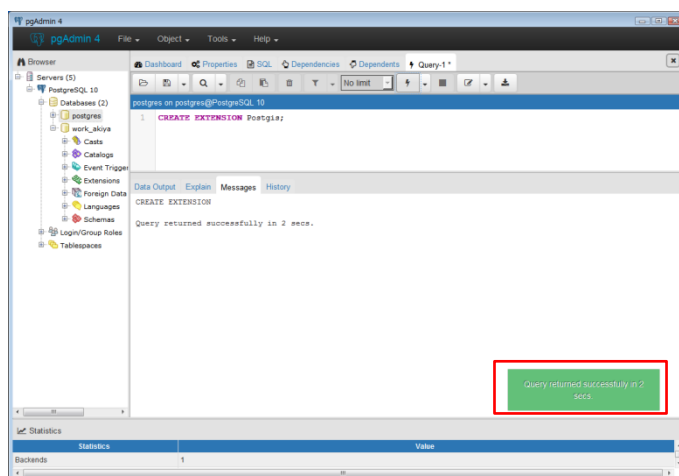 pgAdmin 4
pgAdmin 4 File Object Tools Help
Browser
Dashboard Properties SQL Dependencies Dependents Query-1 *
Servers (5)
PostgreSQL 10
Databases (2)
postgres
work_akiya
Casts
Catalogs
Event Trigger
Extensions
Foreign Data
Languages
Schemas
Login/Group Roles
Tablespaces
No limit
postgres on postgres@PostgreSQL 10
1 CREATE EXTENSION Postgis;
Data Output Explain Messages History
CREATE EXTENSION
Query returned successfully in 2 secs.
Query returned successfully in 2
secs.
Statistics
Statistics Value
Backends 1